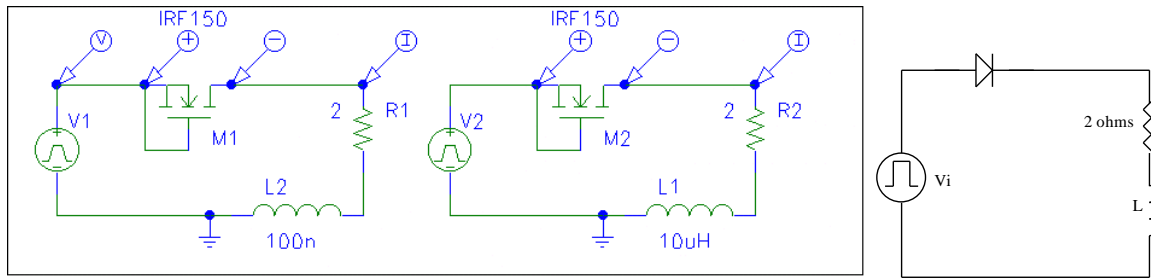 IRF150
V
+
−
I
V1
M1
2
R1
L2
100n
IRF150
+
−
I
V2
M2
2
R2
L1
10uH
2 ohms
Vi
L